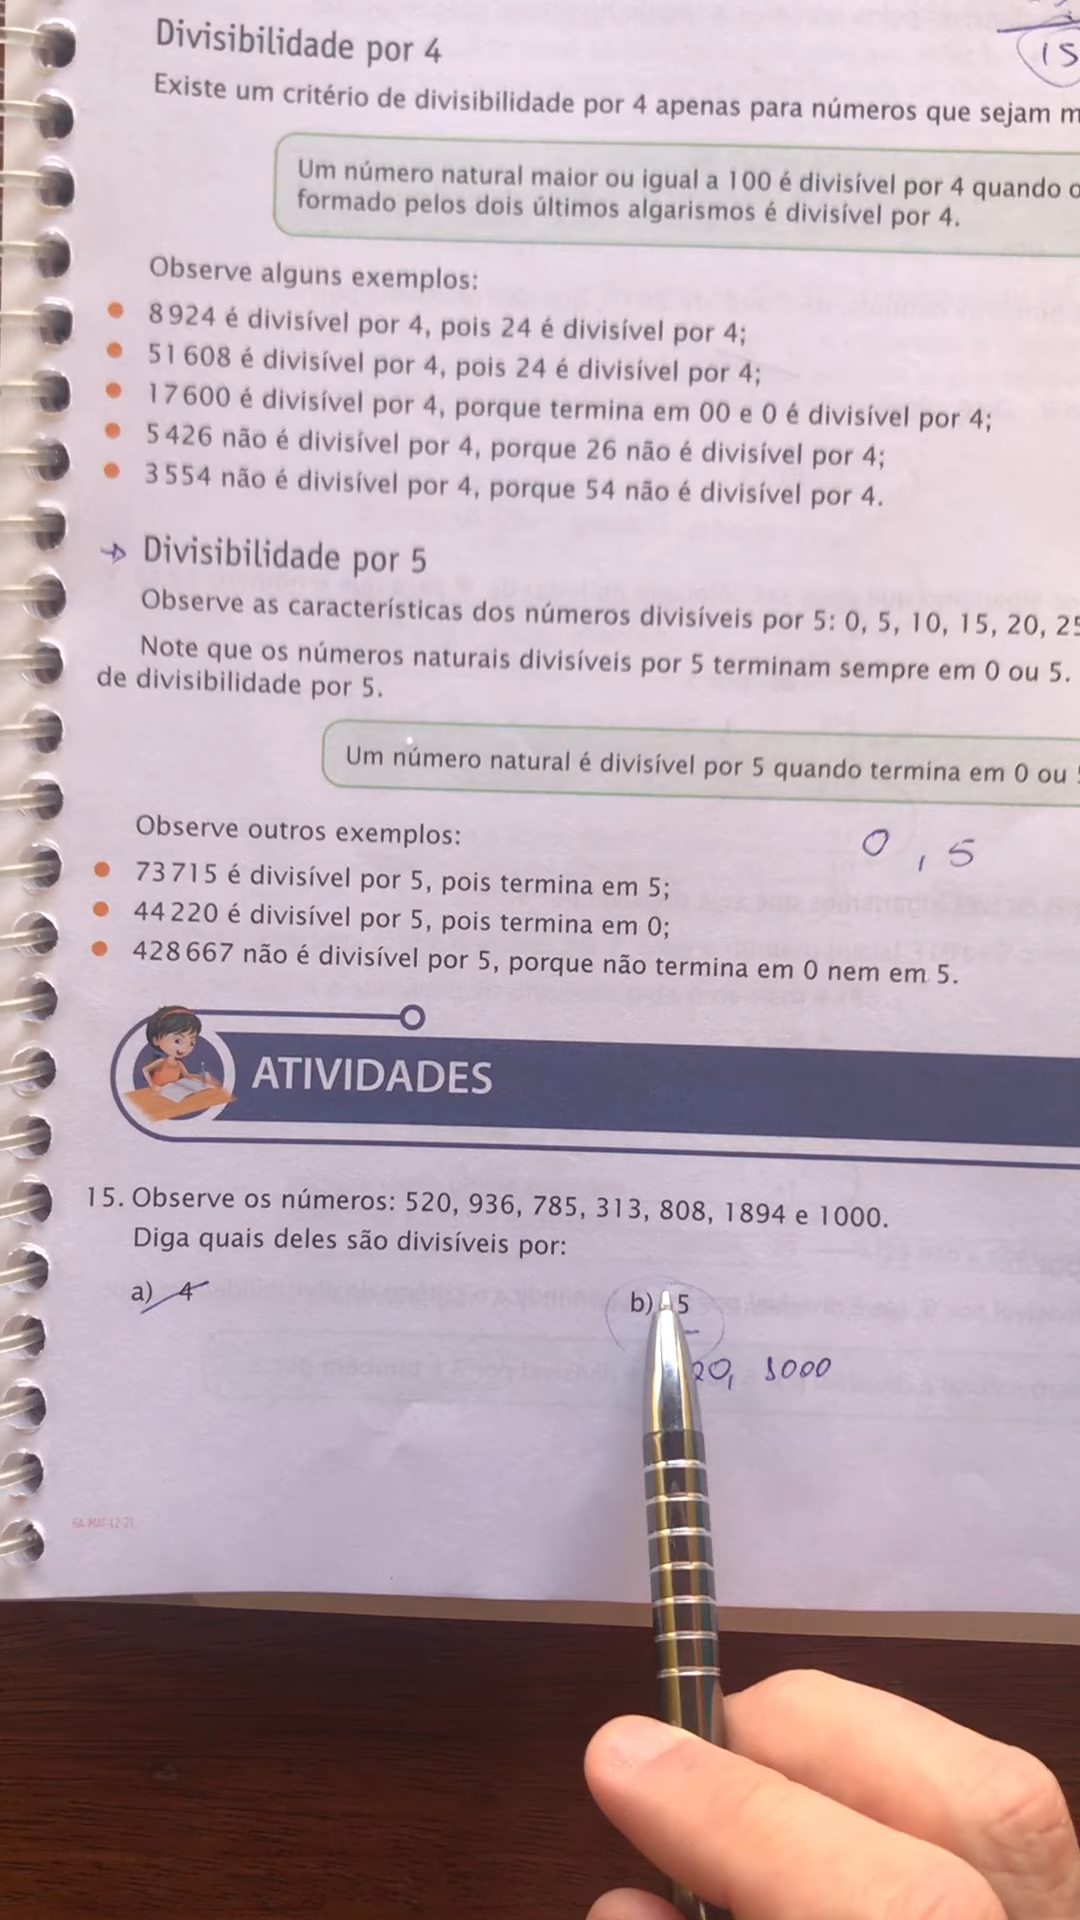 15
Divisibilidade por 4
Existe um critério de divisibilidade por 4 apenas para números que sejam
Um número natural maior ou igual a 100 é divisível por 4 quando
formado pelos dois últimos algarismos é divisível por 4.
Observe alguns exemplos:
8 924 é divisível por 4, pois 24 é divisível por 4;
51 608 é divisível por 4, pois 24 é divisível por 4;
17 600 é divisível por 4, porque termina em 00 e 0 é divisível por 4;
5 426 não é divisível por 4, porque 26 não é divisível por 4;
3 554 não é divisível por 4, porque 54 não é divisível por 4.
Divisibilidade por 5
Observe as características dos números divisíveis por 5: 0, 5, 10, 15, 20, 25
Note que os números naturais divisíveis por 5 terminam sempre em 0 ou 5.
de divisibilidade por 5.
Um número natural é divisível por 5 quando termina em 0 ou
0 , 5
Observe outros exemplos:
73 715 é divisível por 5, pois termina em 5;
44 220 é divisível por 5, pois termina em 0;
428 667 não é divisível por 5, porque não termina em 0 nem em 5.
ATIVIDADES
15. Observe os números: 520, 936, 785, 313, 808, 1894 e 1000.
Diga quais deles são divisíveis por:
a) 4
b) 5
20, 1000
6A-MAT-12-21